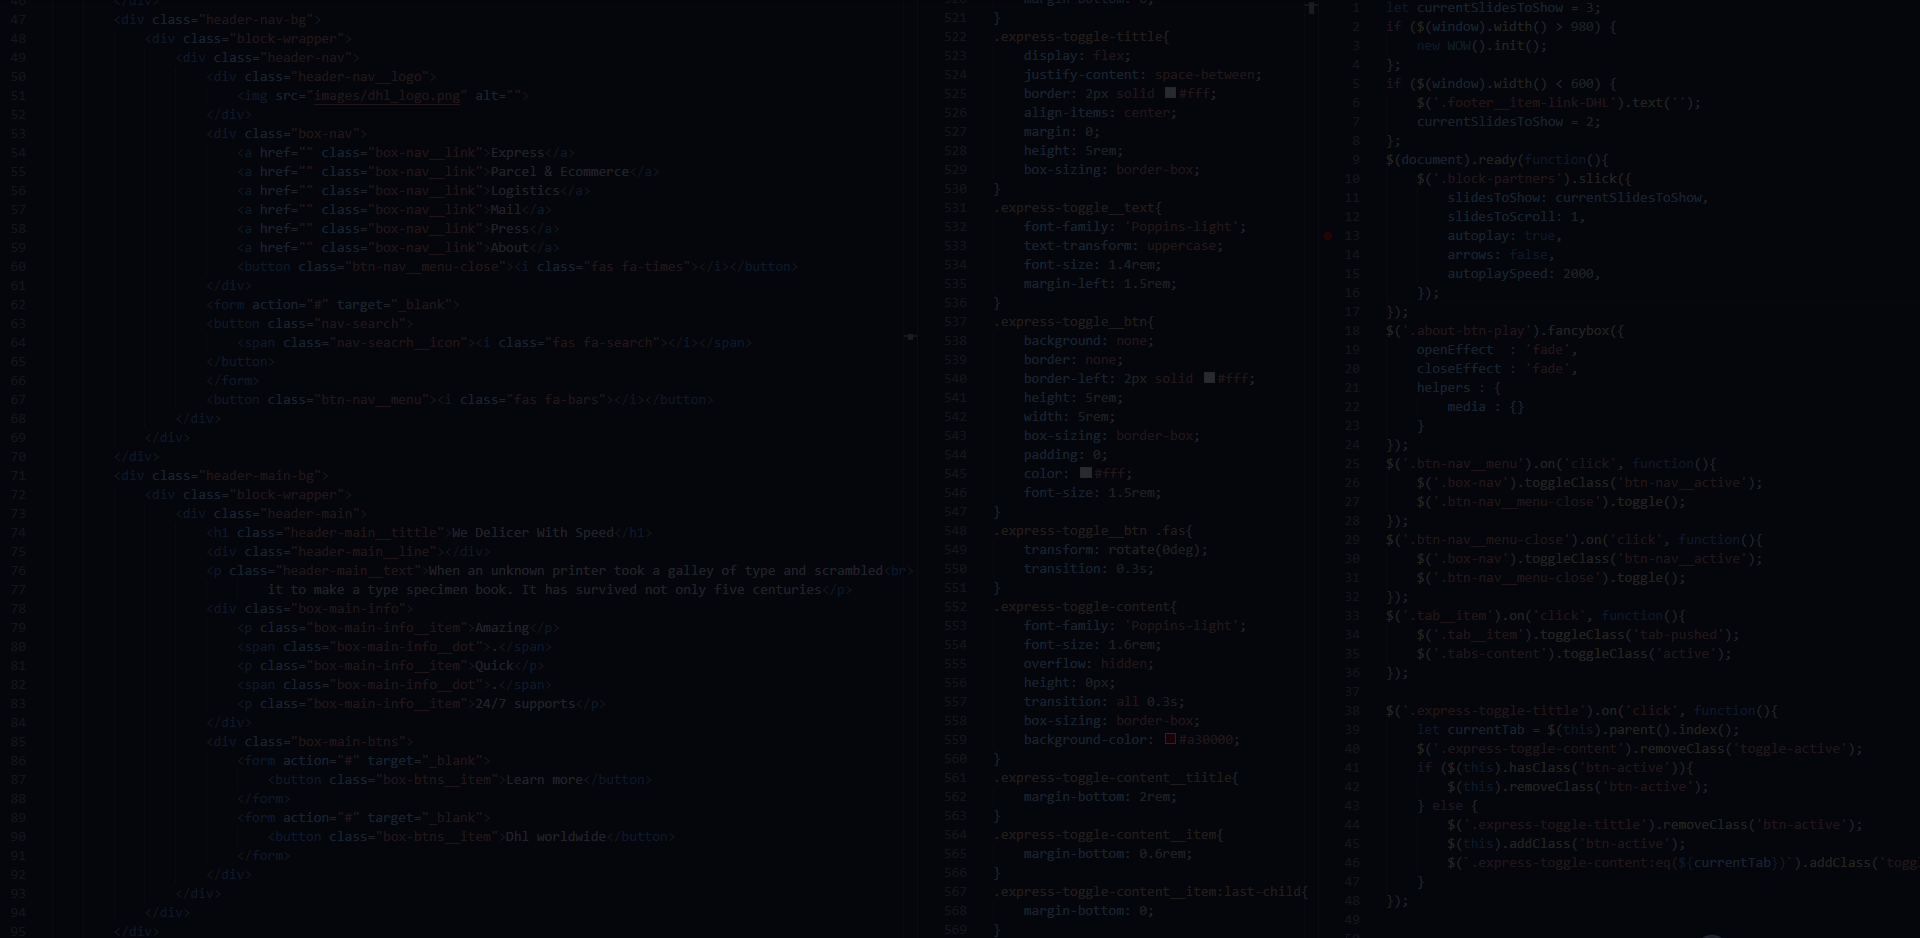 46 </div>
47 <div class="header-nav-bg">
48 <div class="block-wrapper">
49 <div class="header-nav">
50 <div class="header-nav__logo">
51 <img src="images/dhl_logo.png" alt="">
52 </div>
53 <div class="box-nav">
54 <a href="" class="box-nav__link">Express</a>
55 <a href="" class="box-nav__link">Parcel & Ecommerce</a>
56 <a href="" class="box-nav__link">Logistics</a>
57 <a href="" class="box-nav__link">Mail</a>
58 <a href="" class="box-nav__link">Press</a>
59 <a href="" class="box-nav__link">About</a>
60 <button class="btn-nav__menu-close"><i class="fas fa-times"></i></button>
61 </div>
62 <form action="#" target="_blank">
63 <button class="nav-search">
64 <span class="nav-seacrh__icon"><i class="fas fa-search"></i></span>
65 </button>
66 </form>
67 <button class="btn-nav__menu"><i class="fas fa-bars"></i></button>
68 </div>
69 </div>
70 </div>
71 <div class="header-main-bg">
72 <div class="block-wrapper">
73 <div class="header-main">
74 <h1 class="header-main__tittle">We Delicer With Speed</h1>
75 <div class="header-main__line"></div>
76 <p class="header-main__text">When an unknown printer took a galley of type and scrambled<br>
77 it to make a type specimen book. It has survived not only five centuries</p>
78 <div class="box-main-info">
79 <p class="box-main-info__item">Amazing</p>
80 <span class="box-main-info__dot">.</span>
81 <p class="box-main-info__item">Quick</p>
82 <span class="box-main-info__dot">.</span>
83 <p class="box-main-info__item">24/7 supports</p>
84 </div>
85 <div class="box-main-btns">
86 <form action="#" target="_blank">
87 <button class="box-btns__item">Learn more</button>
88 </form>
89 <form action="#" target="_blank">
90 <button class="box-btns__item">Dhl worldwide</button>
91 </form>
92 </div>
93 </div>
94 </div>
95 </div>
520 margin-bottom: 0;
521 }
522 .express-toggle-tittle{
523 display: flex;
524 justify-content: space-between;
525 border: 2px solid #fff;
526 align-items: center;
527 margin: 0;
528 height: 5rem;
529 box-sizing: border-box;
530 }
531 .express-toggle__text{
532 font-family: 'Poppins-light';
533 text-transform: uppercase;
534 font-size: 1.4rem;
535 margin-left: 1.5rem;
536 }
537 .express-toggle__btn{
538 background: none;
539 border: none;
540 border-left: 2px solid #fff;
541 height: 5rem;
542 width: 5rem;
543 box-sizing: border-box;
544 padding: 0;
545 color: #fff;
546 font-size: 1.5rem;
547 }
548 .express-toggle__btn .fas{
549 transform: rotate(0deg);
550 transition: 0.3s;
551 }
552 .express-toggle-content{
553 font-family: 'Poppins-light';
554 font-size: 1.6rem;
555 overflow: hidden;
556 height: 0px;
557 transition: all 0.3s;
558 box-sizing: border-box;
559 background-color: #a30000;
560 }
561 .express-toggle-content__tiitle{
562 margin-bottom: 2rem;
563 }
564 .express-toggle-content__item{
565 margin-bottom: 0.6rem;
566 }
567 .express-toggle-content__item:last-child{
568 margin-bottom: 0;
569 }
1 let currentSlidesToShow = 3;
2 if ($(window).width() > 980) {
3 new WOW().init();
4 };
5 if ($(window).width() < 600) {
6 $('.footer__item-link-DHL').text('');
7 currentSlidesToShow = 2;
8 };
9 $(document).ready(function(){
10 $('.block-partners').slick({
11 slidesToShow: currentSlidesToShow,
12 slidesToScroll: 1,
13 autoplay: true,
14 arrows: false,
15 autoplaySpeed: 2000,
16 });
17 });
18 $('.about-btn-play').fancybox({
19 openEffect : 'fade',
20 closeEffect : 'fade',
21 helpers : {
22 media : {}
23 }
24 });
25 $('.btn-nav__menu').on('click', function(){
26 $('.box-nav').toggleClass('btn-nav__active');
27 $('.btn-nav__menu-close').toggle();
28 });
29 $('.btn-nav__menu-close').on('click', function(){
30 $('.box-nav').toggleClass('btn-nav__active');
31 $('.btn-nav__menu-close').toggle();
32 });
33 $('.tab__item').on('click', function(){
34 $('.tab__item').toggleClass('tab-pushed');
35 $('.tabs-content').toggleClass('active');
36 });
37
38 $('.express-toggle-tittle').on('click', function(){
39 let currentTab = $(this).parent().index();
40 $('.express-toggle-content').removeClass('toggle-active');
41 if ($(this).hasClass('btn-active')){
42 $(this).removeClass('btn-active');
43 } else {
44 $('.express-toggle-tittle').removeClass('btn-active');
45 $(this).addClass('btn-active');
46 $(`.express-toggle-content:eq(${currentTab})`).addClass('togg
47 }
48 });
49